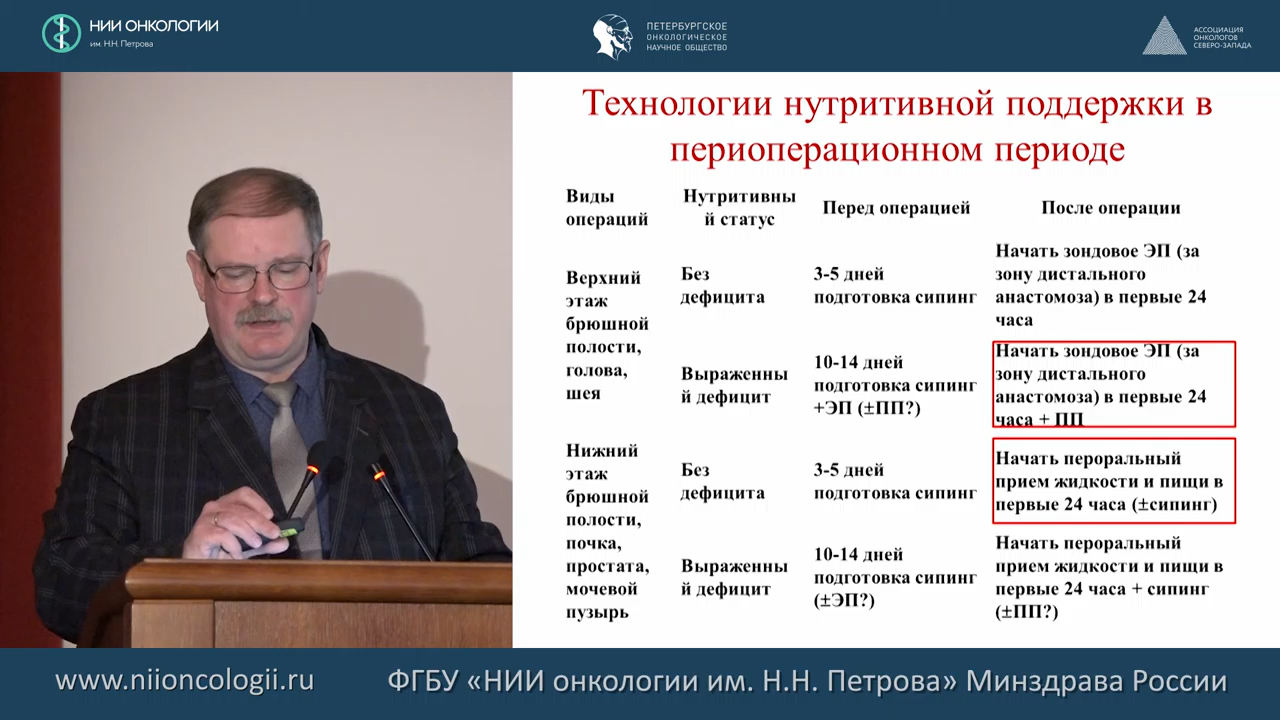 НИИ ОНКОЛОГИИ
им. Н.Н. Петрова
ПЕТЕРБУРГСКОЕ
ОНКОЛОГИЧЕСКОЕ
НАУЧНОЕ ОБЩЕСТВО
АССОЦИАЦИЯ
ОНКОЛОГОВ
СЕВЕРО-ЗАПАДА
Технологии нутритивной поддержки в
периоперационном периоде
Виды
операций
Нутритивны
й статус
Перед операцией
После операции
Верхний
этаж
брюшной
полости,
голова,
шея
Без
дефицита
3-5 дней
подготовка сипинг
Начать зондовое ЭП (за
зону дистального
анастомоза) в первые 24
часа
Выраженны
й дефицит
10-14 дней
подготовка сипинг
+ЭП (±ПП?)
Начать зондовое ЭП (за
зону дистального
анастомоза) в первые 24
часа + ПП
Нижний
этаж
брюшной
полости,
почка,
простата,
мочевой
пузырь
Без
дефицита
3-5 дней
подготовка сипинг
Начать пероральный
прием жидкости и пищи в
первые 24 часа (±сипинг)
Выраженны
й дефицит
10-14 дней
подготовка сипинг
(±ЭП?)
Начать пероральный
прием жидкости и пищи в
первые 24 часа + сипинг
(±ПП?)
www.niioncologii.ru
ФГБУ «НИИ онкологии им. Н.Н. Петрова» Минздрава России